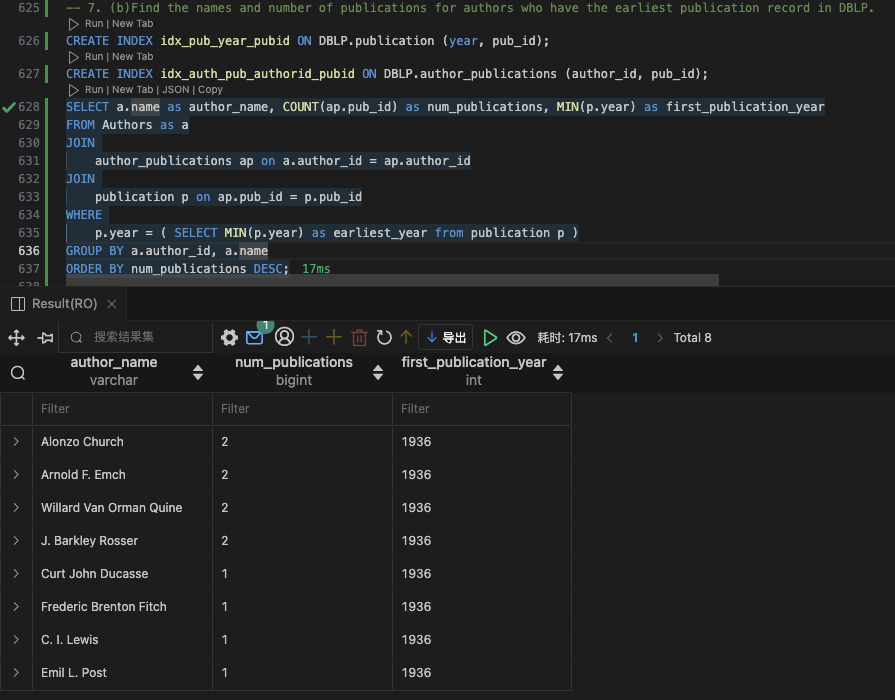 625 -- 7. (b)Find the names and number of publications for authors who have the earliest publication record in DBLP.
Run | New Tab
626 CREATE INDEX idx_pub_year_pubid ON DBLP.publication (year, pub_id);
Run | New Tab
627 CREATE INDEX idx_auth_pub_authorid_pubid ON DBLP.author_publications (author_id, pub_id);
Run | New Tab | JSON | Copy
628 SELECT a.name as author_name, COUNT(ap.pub_id) as num_publications, MIN(p.year) as first_publication_year
629 FROM Authors as a
630 JOIN
631 author_publications ap on a.author_id = ap.author_id
632 JOIN
633 publication p on ap.pub_id = p.pub_id
634 WHERE
635 p.year = ( SELECT MIN(p.year) as earliest_year from publication p )
636 GROUP BY a.author_id, a.name
637 ORDER BY num_publications DESC; 17ms
638
Result(RO)
搜索结果集 1 导出 耗时: 17ms 1 Total 8
author_name num_publications first_publication_year
varchar bigint int
Filter Filter Filter
Alonzo Church 2 1936
Arnold F. Emch 2 1936
Willard Van Orman Quine 2 1936
J. Barkley Rosser 2 1936
Curt John Ducasse 1 1936
Frederic Brenton Fitch 1 1936
C. I. Lewis 1 1936
Emil L. Post 1 1936